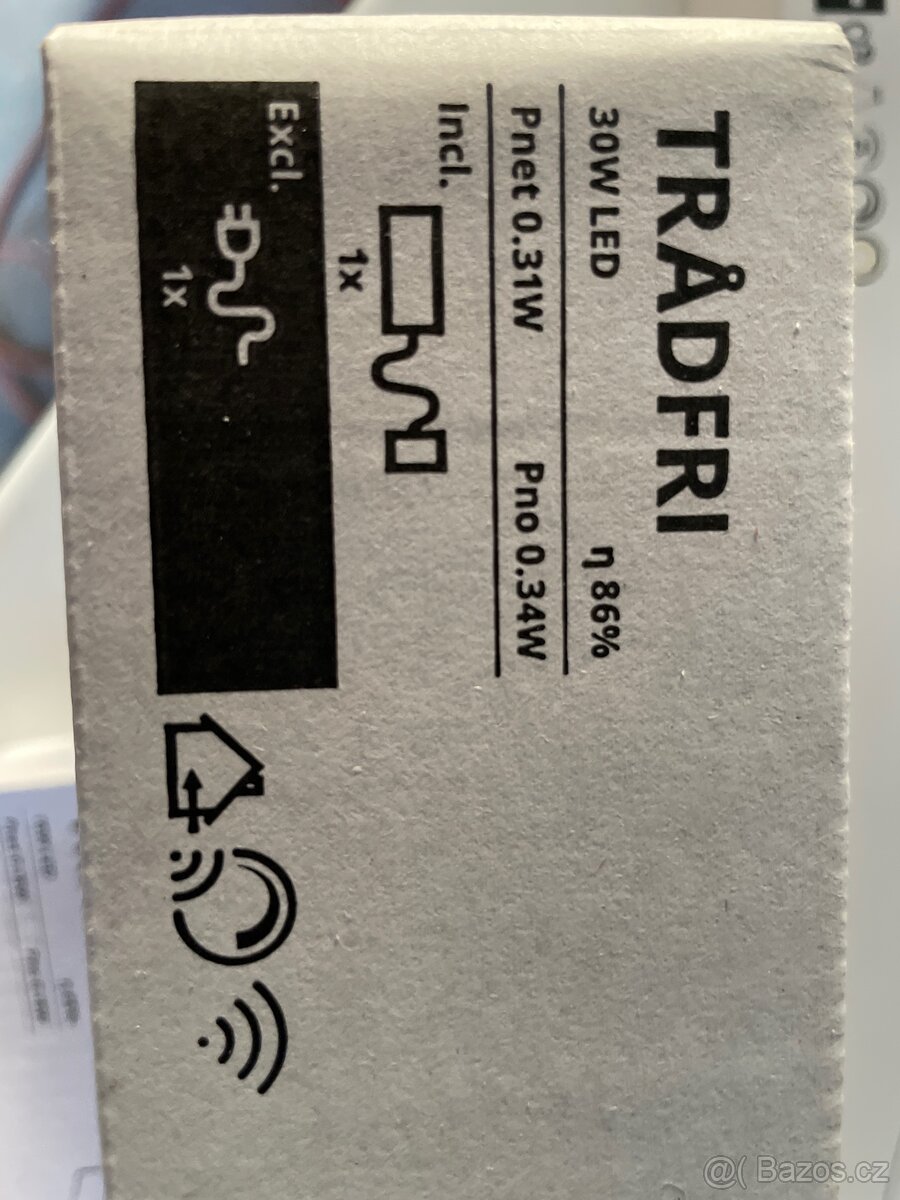 TRÅDFRI
30W LED η 86%
Pnet 0.31W Pno 0.34W
Incl.
1x
Excl.
1x
@( Bazos.cz